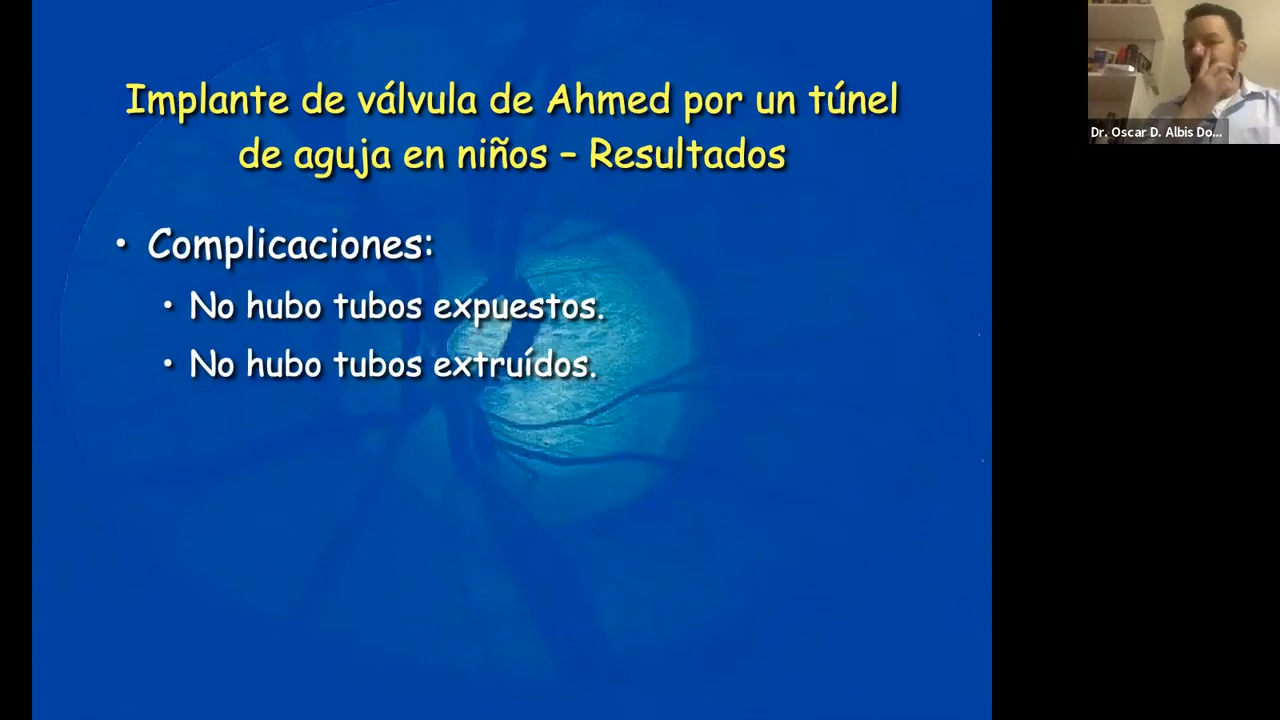 Implante de válvula de Ahmed por un túnel
de aguja en niños – Resultados
• Complicaciones:
• No hubo tubos expuestos.
• No hubo tubos extruídos.
Dr. Oscar D. Albis Do...